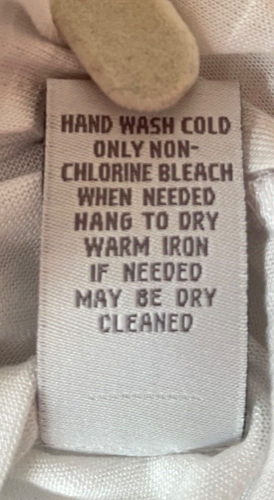 HAND WASH COLD
ONLY NON-
CHLORINE BLEACH
WHEN NEEDED
HANG TO DRY
WARM IRON
IF NEEDED
MAY BE DRY
CLEANED